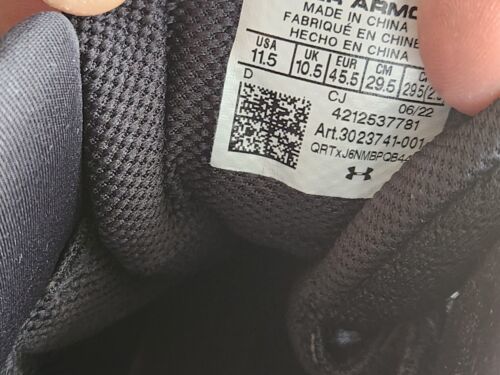 MADE IN CHINA
FABRIQUÉ EN CHINE
HECHO EN CHINA
USA UK EUR CM
11.5 10.5 45.5 29.5 295
D CJ 06/22
4212537781
Art.3023741-001